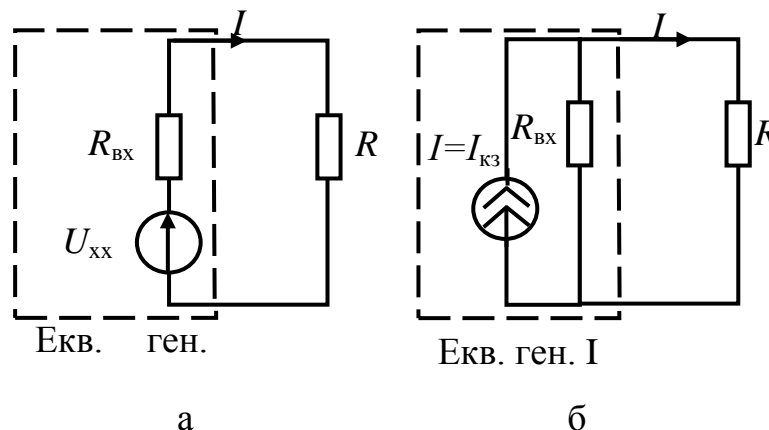 I
R_вх
R
U_хх
Екв. ген.
а
I
R_вх
I=I_кз
R
Екв. ген. I
б